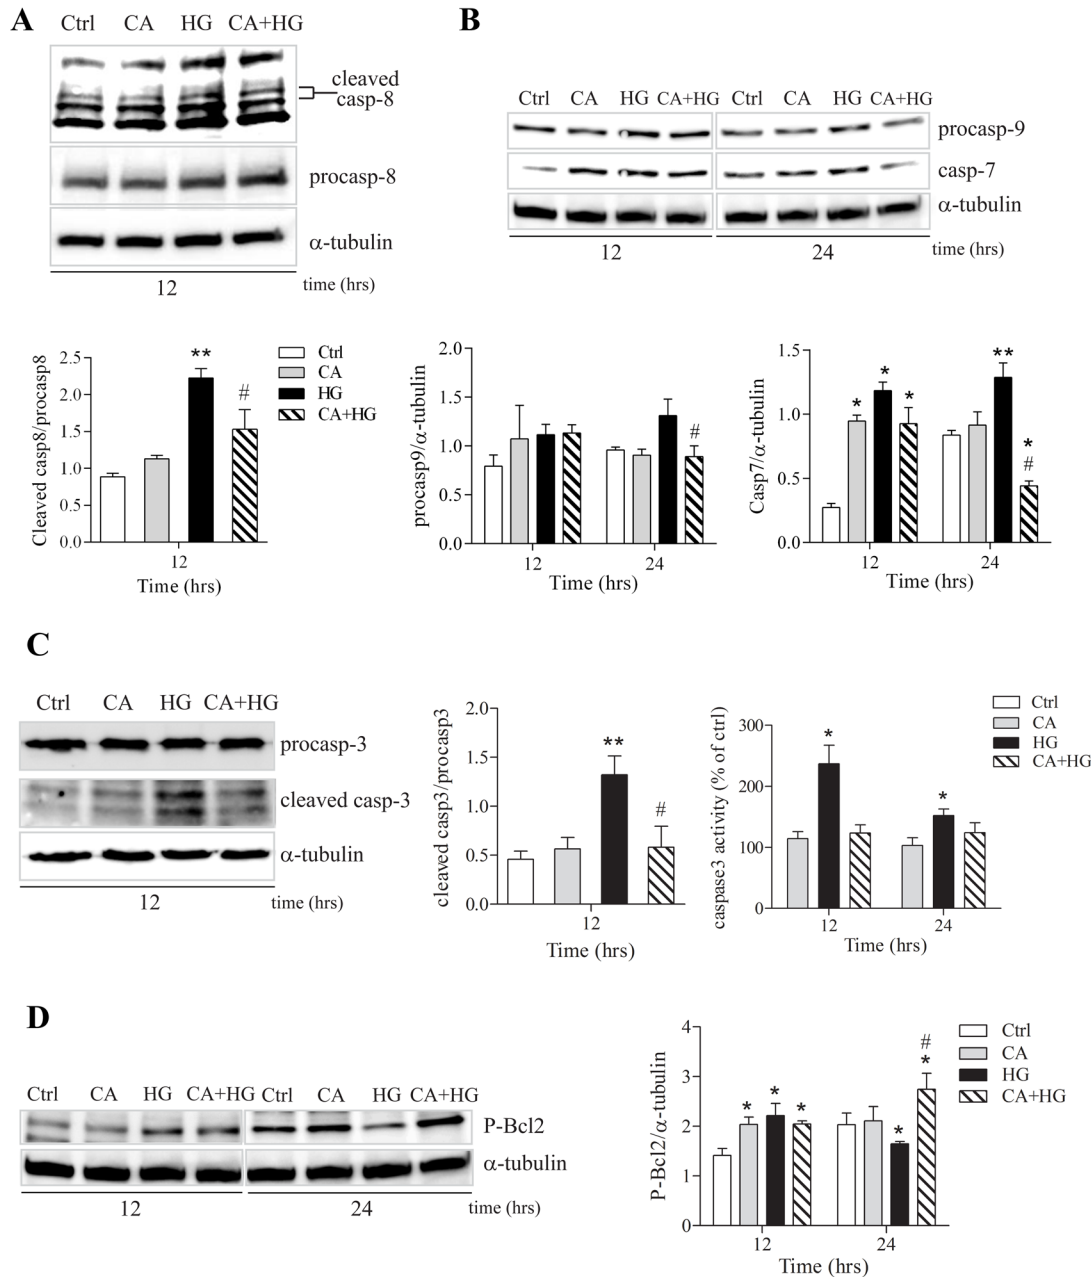 A
Ctrl CA HG CA+HG
cleaved
casp-8
procasp-8
α-tubulin
12
time (hrs)
B
Ctrl CA HG CA+HG Ctrl CA HG CA+HG
procasp-9
casp-7
α-tubulin
12 24
time (hrs)
Cleaved casp8/procasp8
2.5
2.0
1.5
1.0
0.5
0.0
**
#
12
Time (hrs)
Ctrl
CA
HG
CA+HG
procasp9/α-tubulin
2.0
1.5
1.0
0.5
0.0
#
12 24
Time (hrs)
Casp7/α-tubulin
1.5
1.0
0.5
0.0
* * * **
*
#
12 24
Time (hrs)
C
Ctrl CA HG CA+HG
procasp-3
cleaved casp-3
α-tubulin
12
time (hrs)
cleaved casp3/procasp3
2.0
1.5
1.0
0.5
0.0
**
#
12
Time (hrs)
caspase3 activity (% of ctrl)
300
200
100
0
* *
12 24
Time (hrs)
Ctrl
CA
HG
CA+HG
D
Ctrl CA HG CA+HG Ctrl CA HG CA+HG
P-Bcl2
α-tubulin
12 24
time (hrs)
P-Bcl2/α-tubulin
4
3
2
1
0
* * * *
#
*
12 24
Time (hrs)
Ctrl
CA
HG
CA+HG